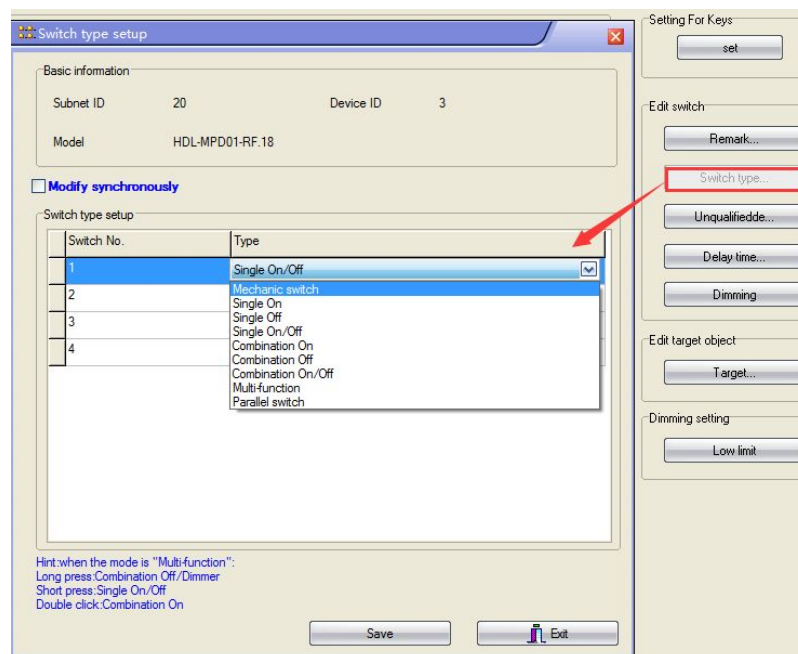 Switch type setup
Basic information
Subnet ID 20 Device ID 3
Model HDL-MPD01-RF.18
Modify synchronously
Switch type setup
Switch No. Type
1 Single On/Off
2
3
4
Mechanic switch
Single On
Single Off
Single On/Off
Combination On
Combination Off
Combination On/Off
Multi-function
Parallel switch
Hint:when the mode is "Multi-function":
Long press:Combination Off/Dimmer
Short press:Single On/Off
Double click:Combination On
Save Exit
Setting For Keys
set
Edit switch
Remark...
Switch type...
Unqualifiedde...
Delay time...
Dimming
Edit target object
Target...
Dimming setting
Low limit